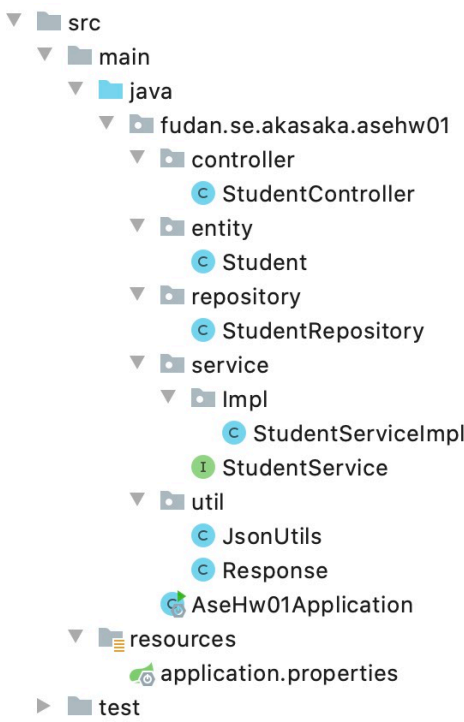 src
main
java
fudan.se.akasaka.asehw01
controller
C StudentController
entity
C Student
repository
C StudentRepository
service
Impl
C StudentServiceImpl
I StudentService
util
C JsonUtils
C Response
C AseHw01Application
resources
application.properties
test